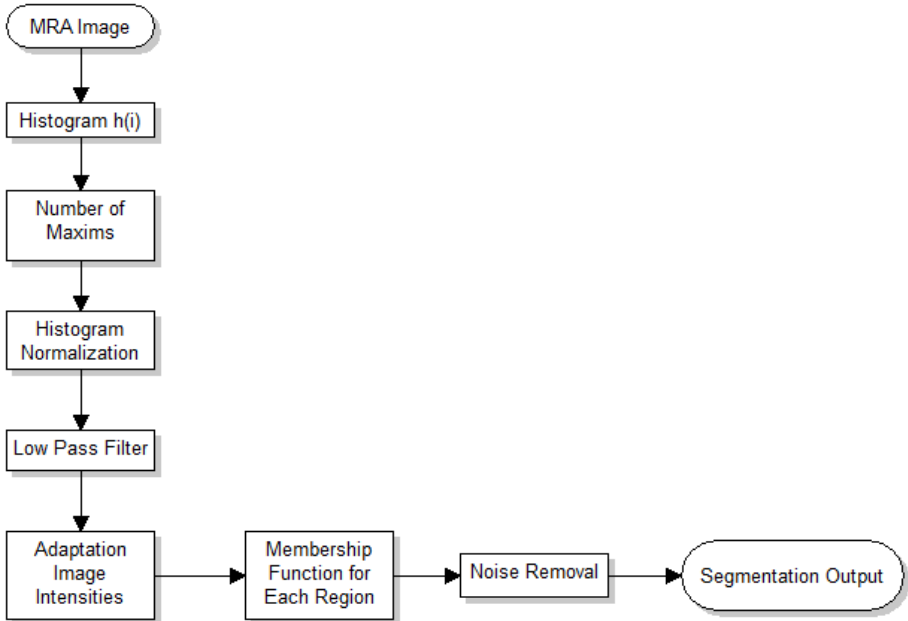 MRA Image
Histogram h(i)
Number of
Maxims
Histogram
Normalization
Low Pass Filter
Adaptation
Image
Intensities
Membership
Function for
Each Region
Noise Removal
Segmentation Output